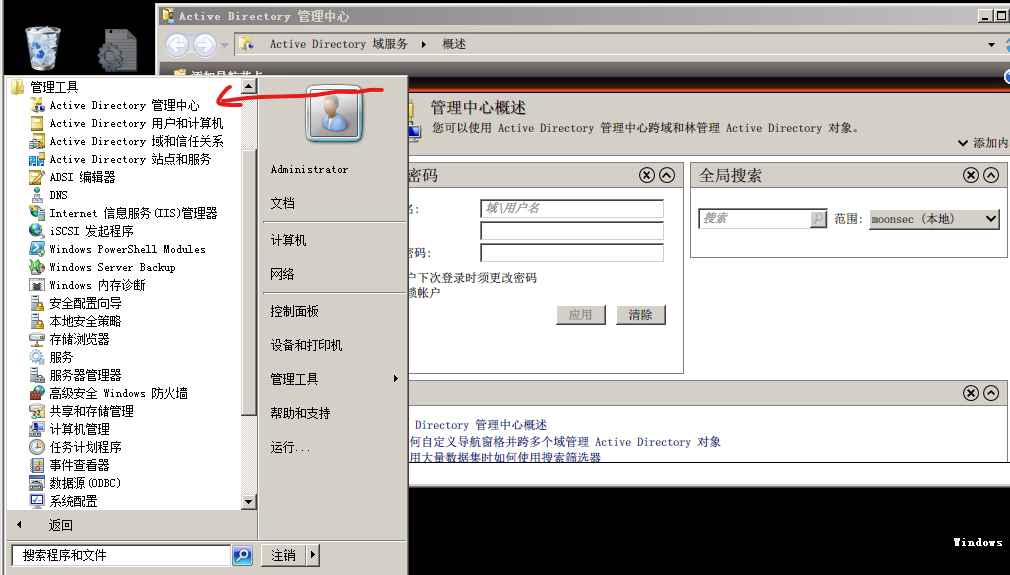 Active Directory 管理中心
Active Directory 域服务
概述
添加导航节点
管理工具
Active Directory 管理中心
Active Directory 用户和计算机
Active Directory 域和信任关系
Active Directory 站点和服务
ADSI 编辑器
DNS
Internet 信息服务(IIS)管理器
iSCSI 发起程序
Windows PowerShell Modules
Windows Server Backup
Windows 内存诊断
安全配置向导
本地安全策略
存储浏览器
服务
服务器管理器
高级安全 Windows 防火墙
共享和存储管理
计算机管理
任务计划程序
事件查看器
数据源(ODBC)
系统配置
返回
搜索程序和文件
Administrator
文档
计算机
网络
控制面板
设备和打印机
管理工具
帮助和支持
运行...
注销
管理中心概述
您可以使用 Active Directory 管理中心跨域和林管理 Active Directory 对象。
添加内
密码
名:
域\用户名
密码:
户下次登录时须更改密码
锁帐户
应用
清除
全局搜索
搜索
范围:
moonsec (本地)
Directory 管理中心概述
何自定义导航窗格并跨多个域管理 Active Directory 对象
用大量数据集时如何使用搜索筛选器
Windows